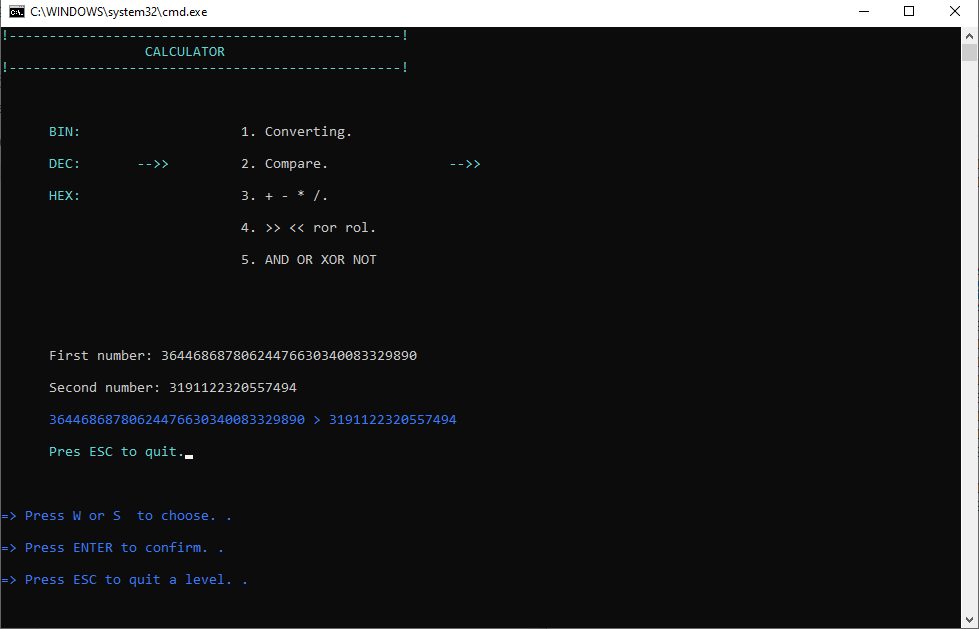 C:\WINDOWS\system32\cmd.exe
!-------------------------------------------------!
CALCULATOR
!-------------------------------------------------!
BIN: 1. Converting.
DEC: -->> 2. Compare. -->>
HEX: 3. + - * /.
4. >> << ror rol.
5. AND OR XOR NOT
First number: 36446868780624476630340083329890
Second number: 3191122320557494
36446868780624476630340083329890 > 3191122320557494
Pres ESC to quit.
=> Press W or S  to choose. .
=> Press ENTER to confirm. .
=> Press ESC to quit a level. .